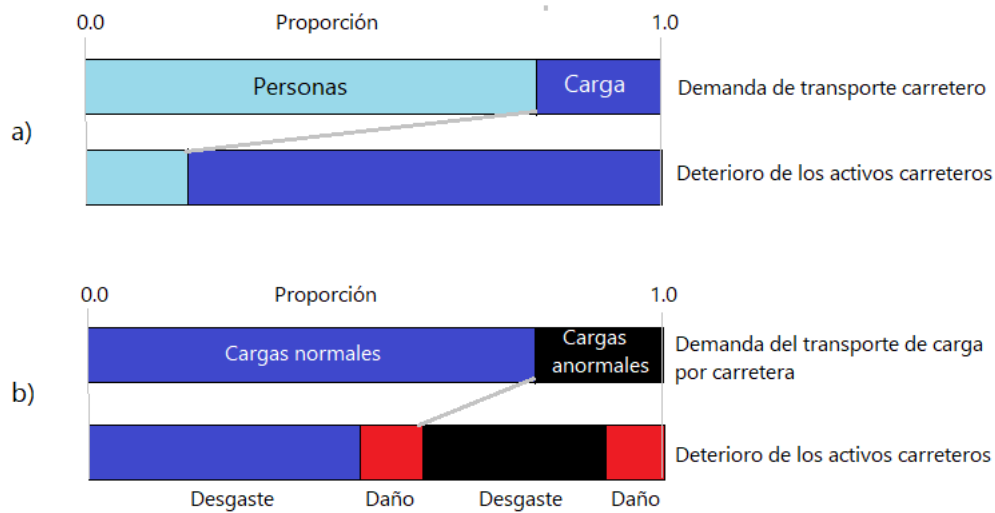 0.0 Proporción 1.0
Personas Carga Demanda de transporte carretero
a)
Deterioro de los activos carreteros
0.0 Proporción 1.0
Cargas normales Cargas anormales Demanda del transporte de carga por carretera
b)
Deterioro de los activos carreteros
Desgaste Daño Desgaste Daño